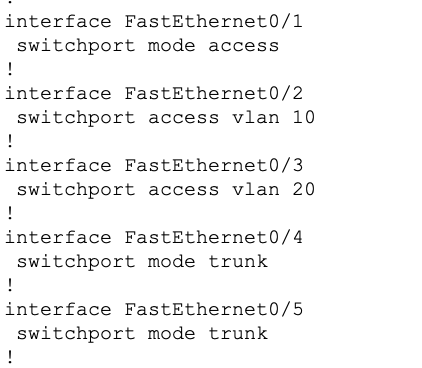 !
interface FastEthernet0/1
 switchport mode access
!
interface FastEthernet0/2
 switchport access vlan 10
!
interface FastEthernet0/3
 switchport access vlan 20
!
interface FastEthernet0/4
 switchport mode trunk
!
interface FastEthernet0/5
 switchport mode trunk
!